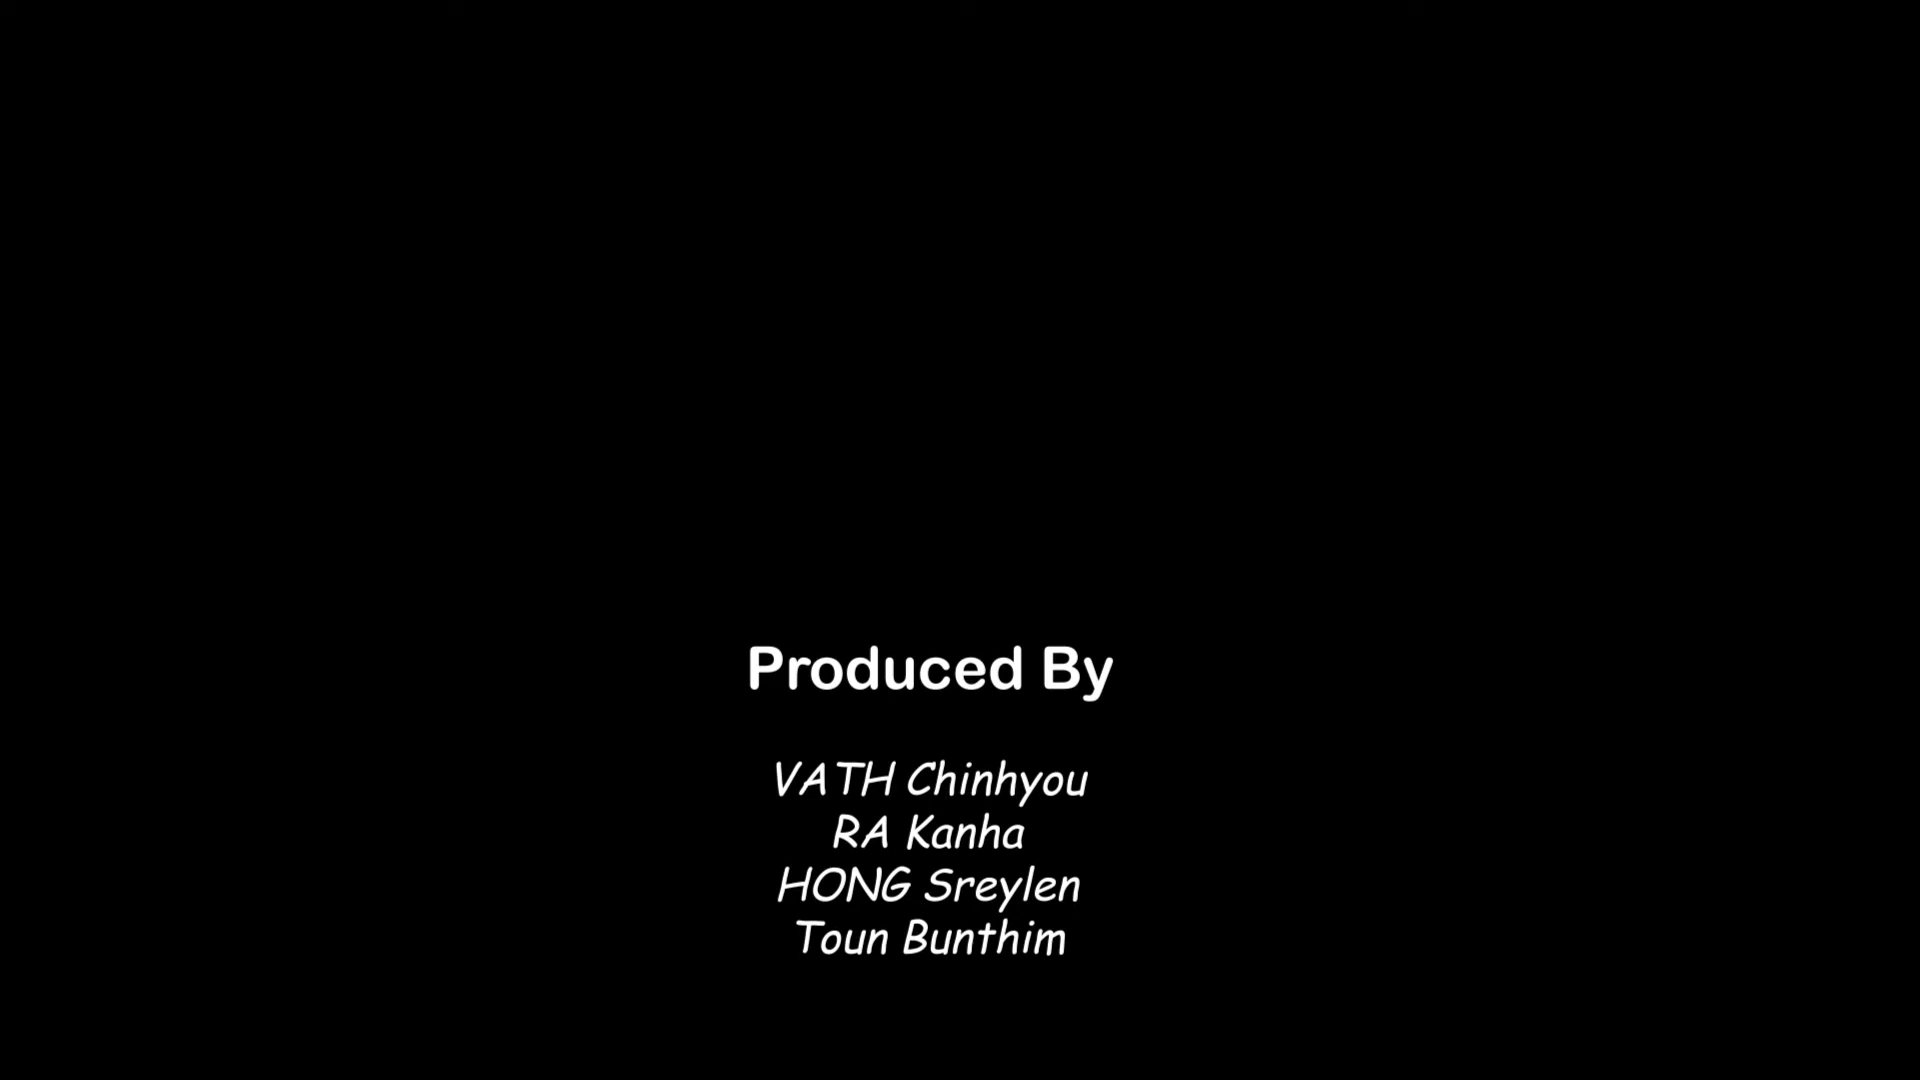 Produced By
VATH Chinhyou
RA Kanha
HONG Sreylen
Toun Bunthim